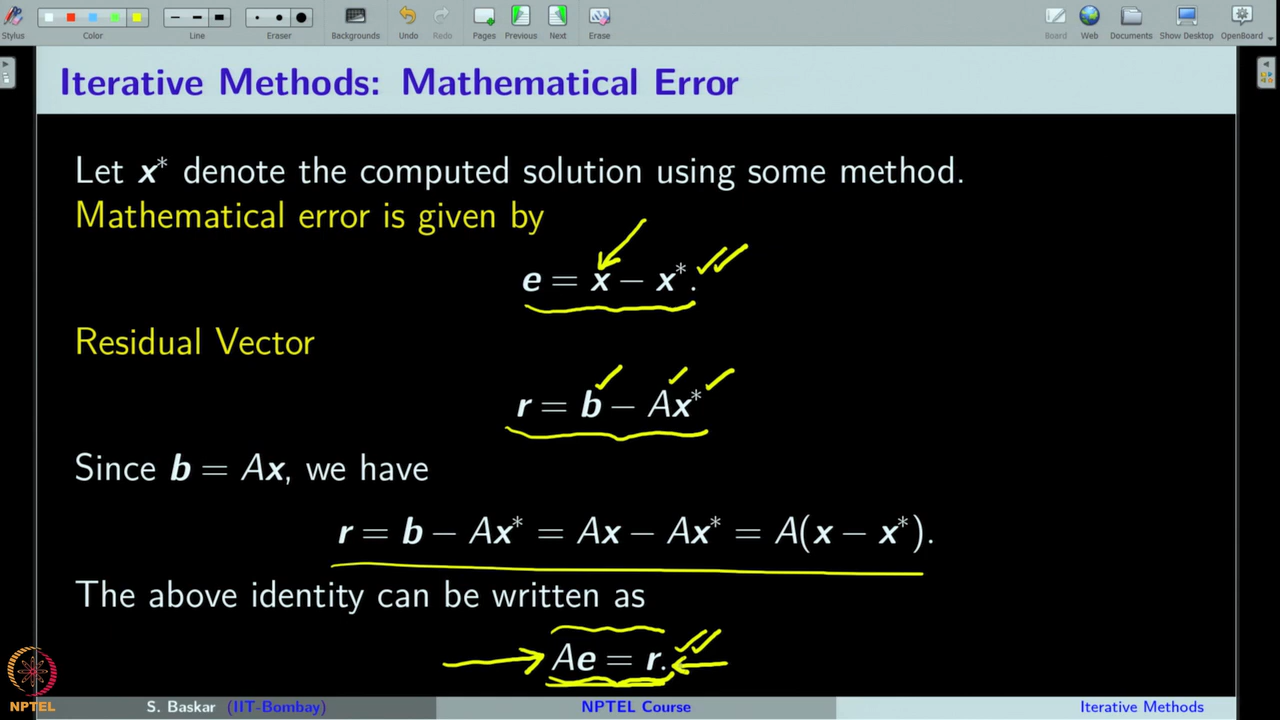 Stylus Color Line Eraser Backgrounds Undo Redo Pages Previous Next Erase Board Web Documents Show Desktop OpenBoard
Iterative Methods: Mathematical Error
Let x* denote the computed solution using some method.
Mathematical error is given by
e = x − x*.
Residual Vector
r = b − Ax*
Since b = Ax, we have
r = b − Ax* = Ax − Ax* = A(x − x*).
The above identity can be written as
Ae = r.
NPTEL
S. Baskar (IIT-Bombay) NPTEL Course Iterative Methods